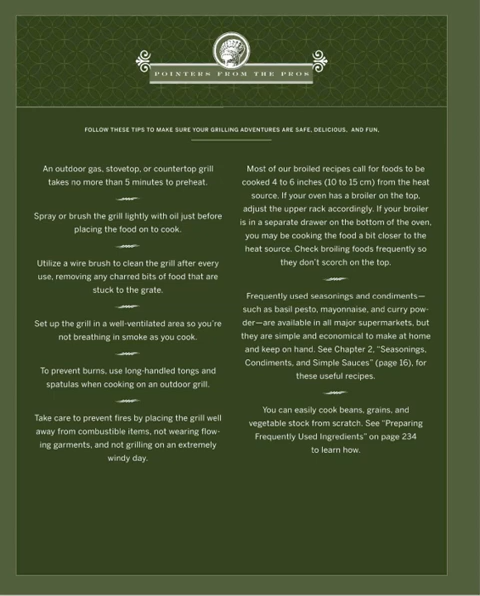 POINTERS FROM THE PROS
FOLLOW THESE TIPS TO MAKE SURE YOUR GRILLING ADVENTURES ARE SAFE, DELICIOUS, AND FUN.
An outdoor gas, stovetop, or countertop grill
takes no more than 5 minutes to preheat.
Spray or brush the grill lightly with oil just before
placing the food on to cook.
Utilize a wire brush to clean the grill after every
use, removing any charred bits of food that are
stuck to the grate.
Set up the grill in a well-ventilated area so you're
not breathing in smoke as you cook.
To prevent burns, use long-handled tongs and
spatulas when cooking on an outdoor grill.
Take care to prevent fires by placing the grill well
away from combustible items, not wearing flow-
ing garments, and not grilling on an extremely
windy day.
Most of our broiled recipes call for foods to be
cooked 4 to 6 inches (10 to 15 cm) from the heat
source. If your oven has a broiler on the top,
adjust the upper rack accordingly. If your broiler
is in a separate drawer on the bottom of the oven,
you may be cooking the food a bit closer to the
heat source. Check broiling foods frequently so
they don't scorch on the top.
Frequently used seasonings and condiments—
such as basil pesto, mayonnaise, and curry pow-
der—are available in all major supermarkets, but
they are simple and economical to make at home
and keep on hand. See Chapter 2, "Seasonings,
Condiments, and Simple Sauces" (page 16), for
these useful recipes.
You can easily cook beans, grains, and
vegetable stock from scratch. See "Preparing
Frequently Used Ingredients" on page 234
to learn how.